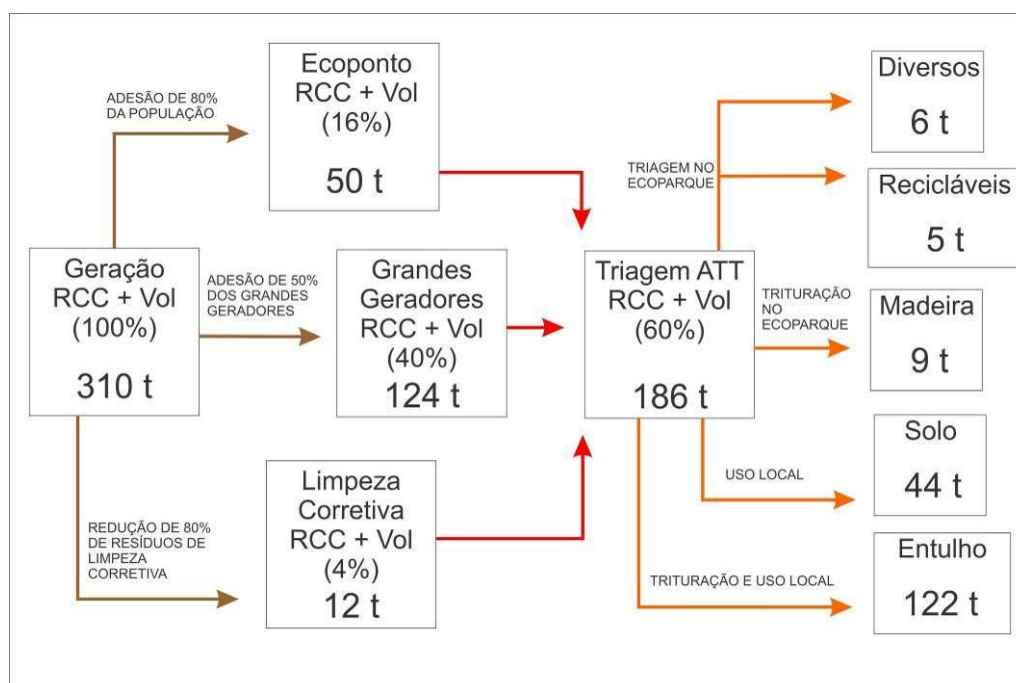 Geração
RCC + Vol
(100%)
310 t
ADESÃO DE 80%
DA POPULAÇÃO
ADESÃO DE 50%
DOS GRANDES
GERADORES
REDUÇÃO DE 80%
DE RESÍDUOS DE
LIMPEZA
CORRETIVA
Ecoponto
RCC + Vol
(16%)
50 t
Grandes
Geradores
RCC + Vol
(40%)
124 t
Limpeza
Corretiva
RCC + Vol
(4%)
12 t
Triagem ATT
RCC + Vol
(60%)
186 t
TRIAGEM NO
ECOPARQUE
TRITURAÇÃO
NO
ECOPARQUE
USO LOCAL
TRITURAÇÃO E USO LOCAL
Diversos
6 t
Recicláveis
5 t
Madeira
9 t
Solo
44 t
Entulho
122 t